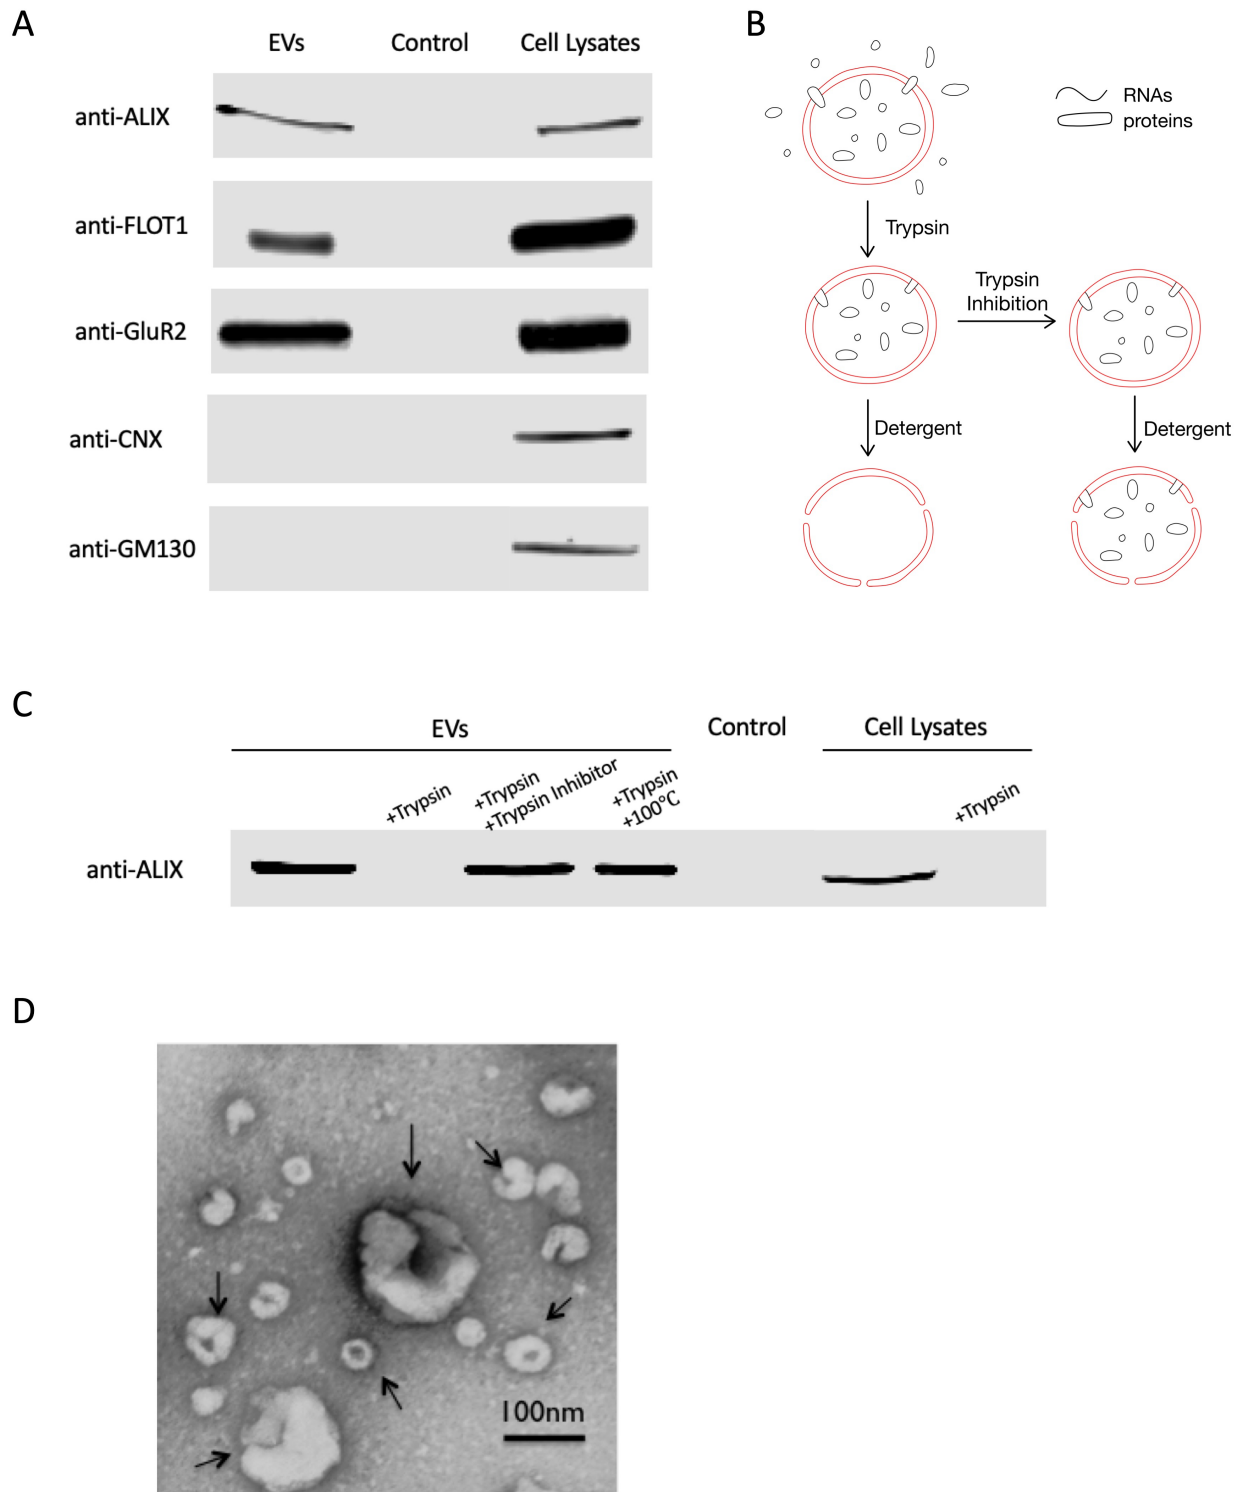 A
EVs
Control
Cell Lysates
anti-ALIX
anti-FLOT1
anti-GluR2
anti-CNX
anti-GM130
B
RNAs
proteins
Trypsin
Trypsin
Inhibition
Detergent
Detergent
C
EVs
Control
Cell Lysates
+Trypsin
+Trypsin
+Trypsin Inhibitor
+Trypsin
+100°C
+Trypsin
anti-ALIX
D
100nm